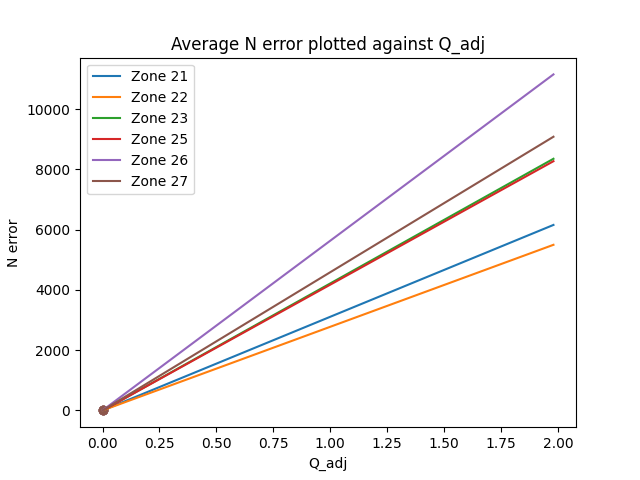 Average N error plotted against Q_adj
Zone 21
Zone 22
Zone 23
Zone 25
Zone 26
Zone 27
N error
10000
8000
6000
4000
2000
0
0.00 0.25 0.50 0.75 1.00 1.25 1.50 1.75 2.00
Q_adj